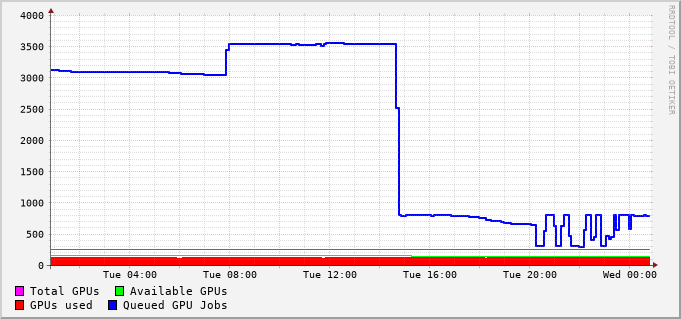 RRDTOOL / TOBI OETIKER
4000
3500
3000
2500
2000
1500
1000
500
0
Tue 04:00 Tue 08:00 Tue 12:00 Tue 16:00 Tue 20:00 Wed 00:00
Total GPUs Available GPUs
GPUs used Queued GPU Jobs